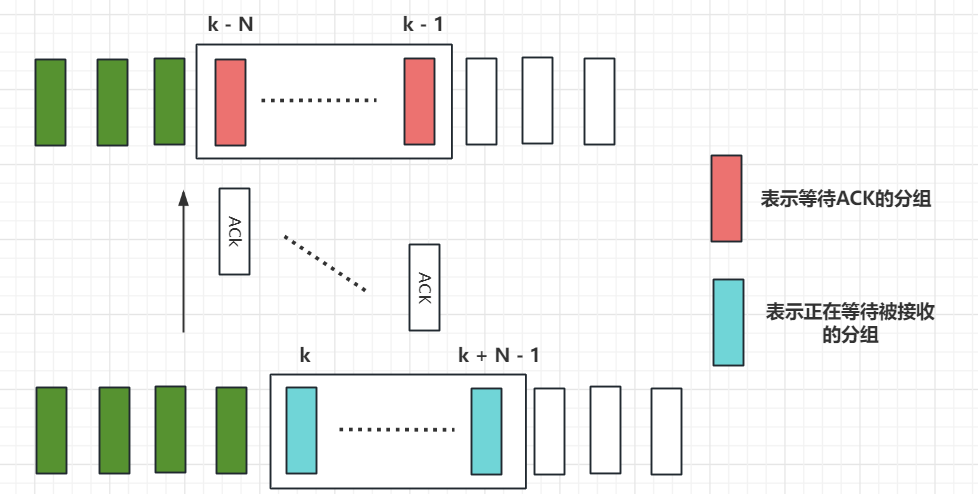 k - N
k - 1
ACk
ACK
表示等待ACK的分组
表示正在等待被接收
的分组
k
k + N - 1